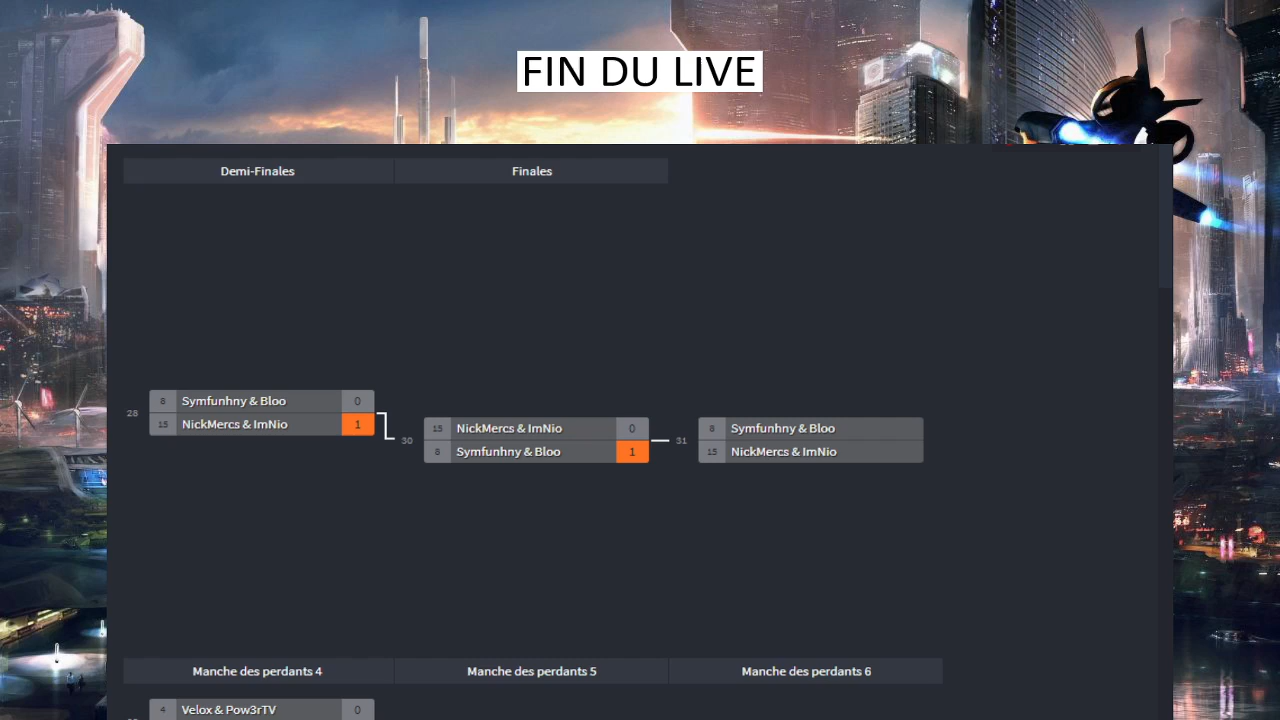 FIN DU LIVE
Demi-Finales
Finales
28
8 Symfunhny & Bloo 0
15 NickMercs & ImNio 1
30
15 NickMercs & ImNio 0
8 Symfunhny & Bloo 1
31
8 Symfunhny & Bloo
15 NickMercs & ImNio
Manche des perdants 4
Manche des perdants 5
Manche des perdants 6
4 Velox & Pow3rTV 0